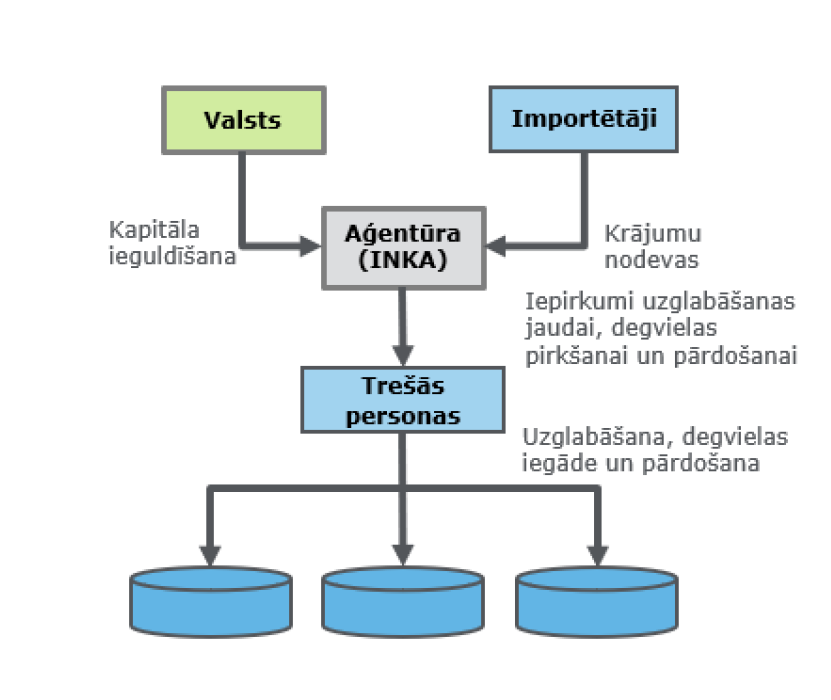 Valsts
Importētāji
Kapitāla
ieguldīšana
Aģentūra
(INKA)
Krājumu
nodevas
Iepirkumi uzglabāšanas
jaudai, degvielas
pirkšanai un pārdošanai
Trešās
personas
Uzglabāšana, degvielas
iegāde un pārdošana